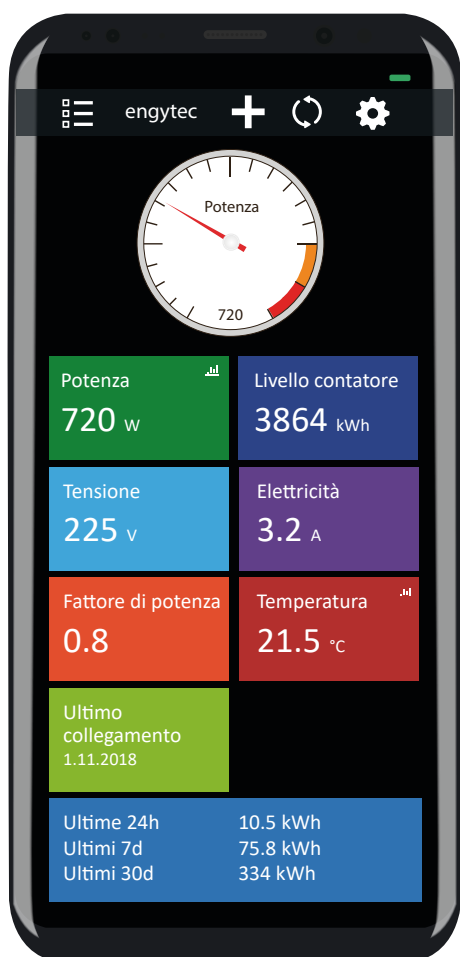 engytec
Potenza
720
Potenza
720 W
Livello contatore
3864 kWh
Tensione
225 V
Elettricità
3.2 A
Fattore di potenza
0.8
Temperatura
21.5 °C
Ultimo
collegamento
1.11.2018
Ultime 24h 10.5 kWh
Ultimi 7d 75.8 kWh
Ultimi 30d 334 kWh